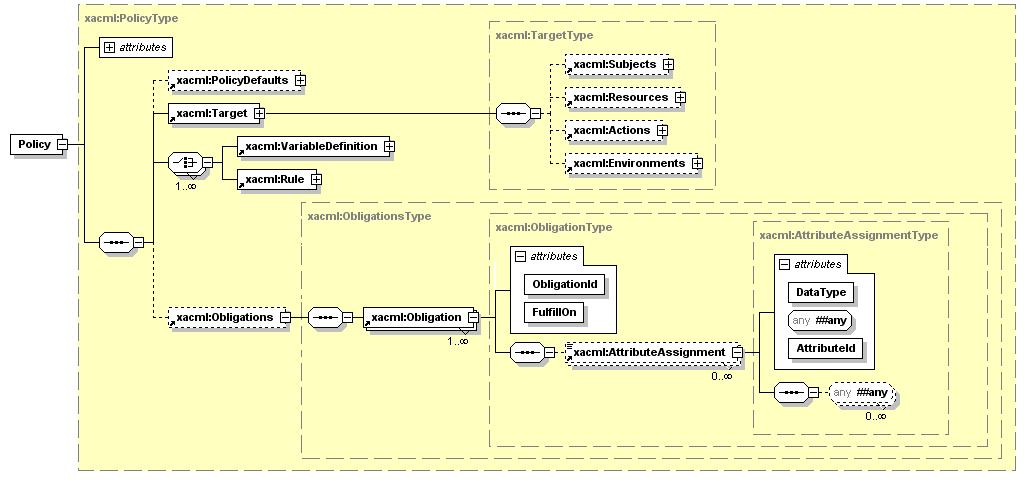 xacml:PolicyType
attributes
xacml:TargetType
xacml:Subjects
xacml:PolicyDefaults
xacml:Resources
xacml:Target
xacml:Actions
Policy
xacml:VariableDefinition
xacml:Environments
xacml:Rule
1..∞
xacml:ObligationsType
xacml:ObligationType
xacml:AttributeAssignmentType
attributes
attributes
ObligationId
DataType
FulfillOn
any ##any
xacml:Obligations
xacml:Obligation
1..∞
AttributeId
xacml:AttributeAssignment
0..∞
any ##any
0..∞